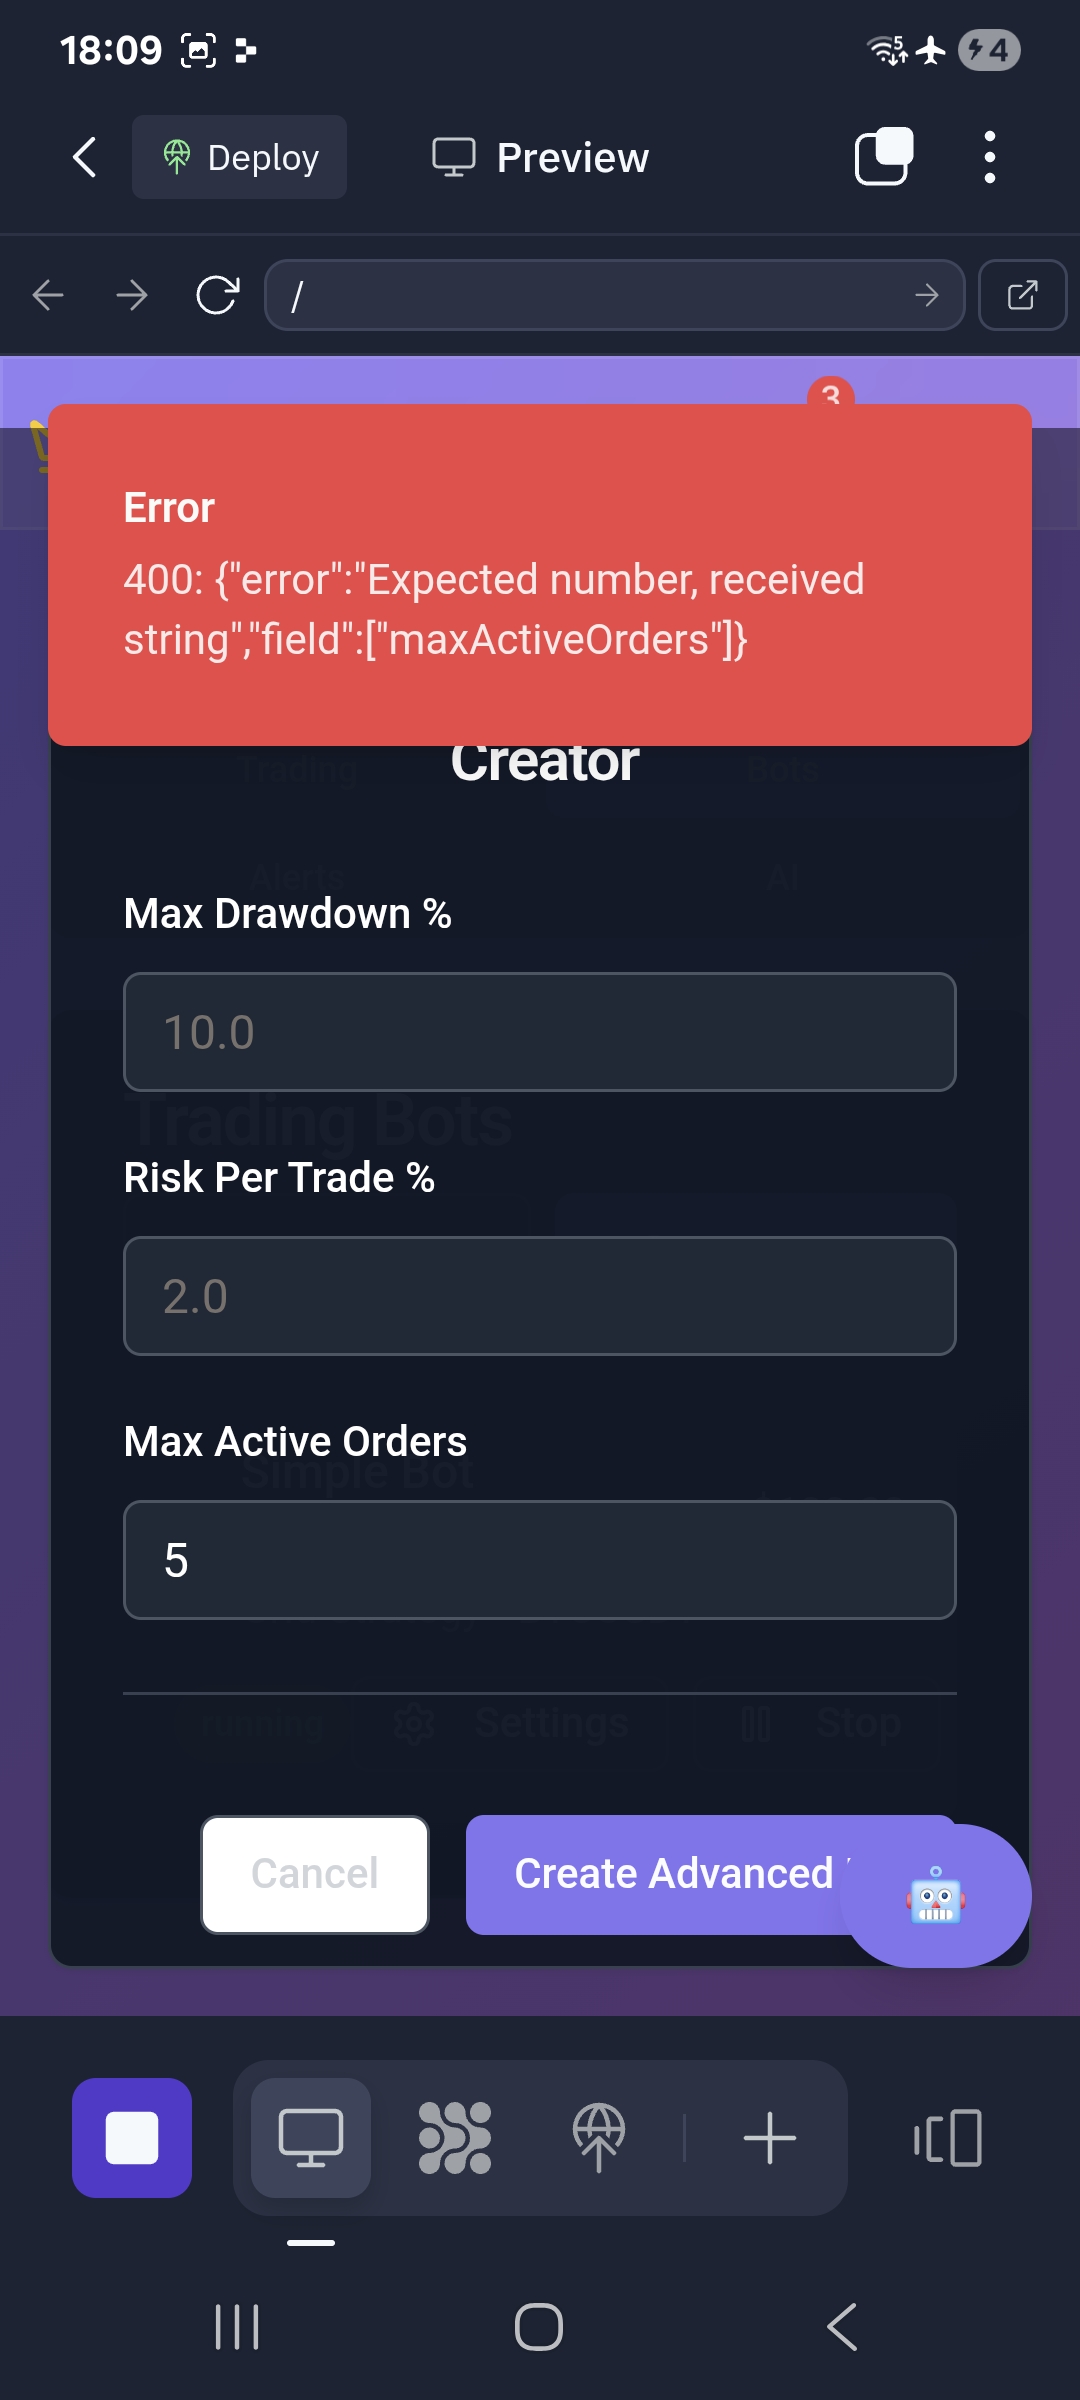 18:09
5
4
Deploy
Preview
/
3
Error
400: {"error":"Expected number, received
string","field":["maxActiveOrders"]}
Creator
Trading
Bots
Alerts
AI
Max Drawdown %
10.0
Trading Bots
Risk Per Trade %
2.0
Max Active Orders
Simple Bot
5
running
Settings
Stop
Cancel
Create Advanced